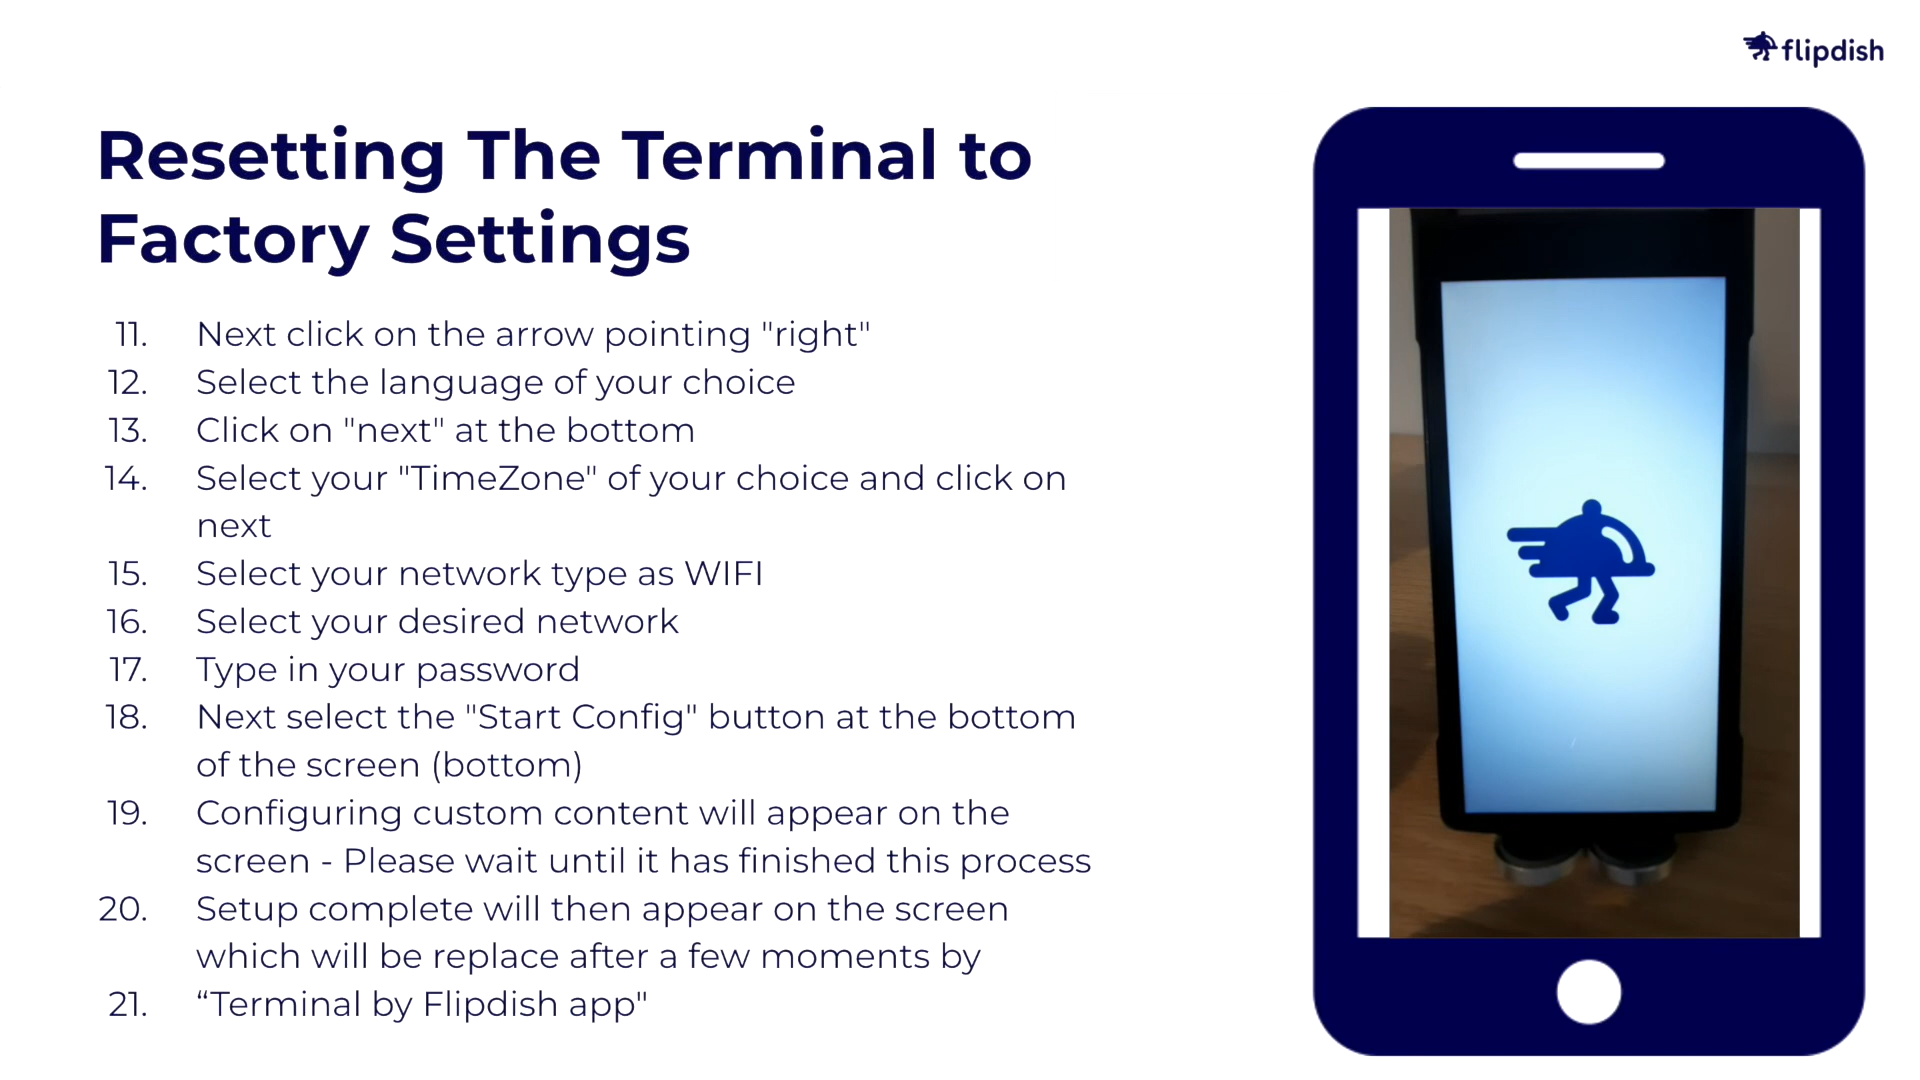 flipdish
Resetting The Terminal to
Factory Settings
11. Next click on the arrow pointing "right"
12. Select the language of your choice
13. Click on "next" at the bottom
14. Select your "TimeZone" of your choice and click on
next
15. Select your network type as WIFI
16. Select your desired network
17. Type in your password
18. Next select the "Start Config" button at the bottom
of the screen (bottom)
19. Configuring custom content will appear on the
screen - Please wait until it has finished this process
20. Setup complete will then appear on the screen
which will be replace after a few moments by
21. “Terminal by Flipdish app"